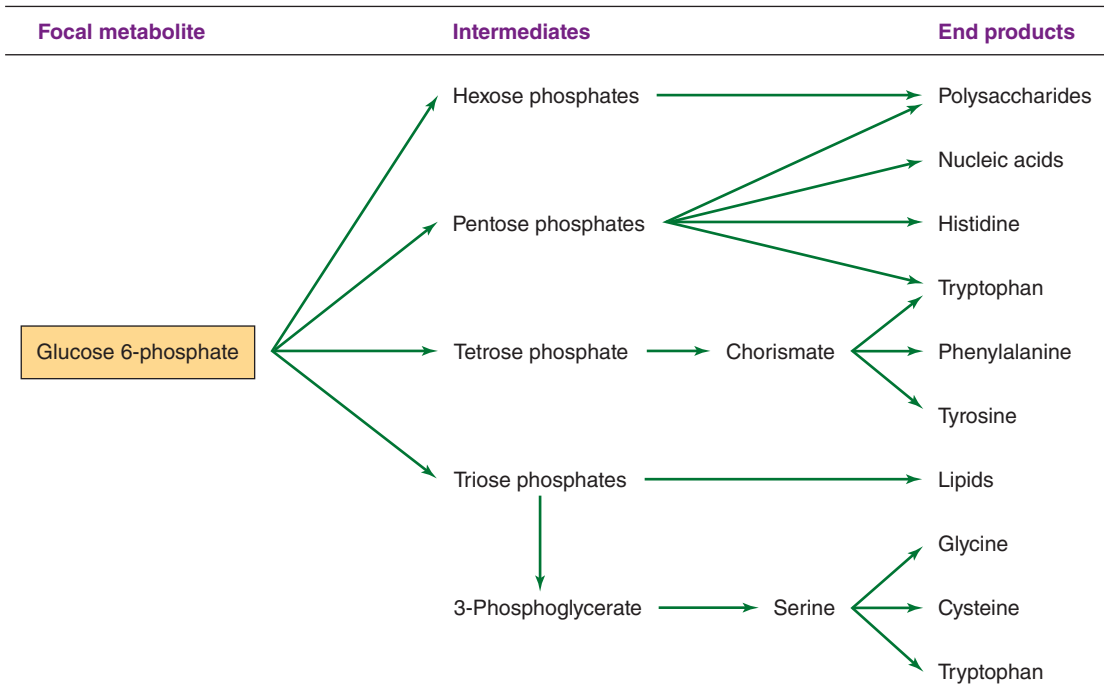 Focal metabolite Intermediates End products
Hexose phosphates Polysaccharides
Nucleic acids
Pentose phosphates Histidine
Tryptophan
Glucose 6-phosphate Tetrose phosphate Chorismate Phenylalanine
Tyrosine
Triose phosphates Lipids
Glycine
3-Phosphoglycerate Serine Cysteine
Tryptophan